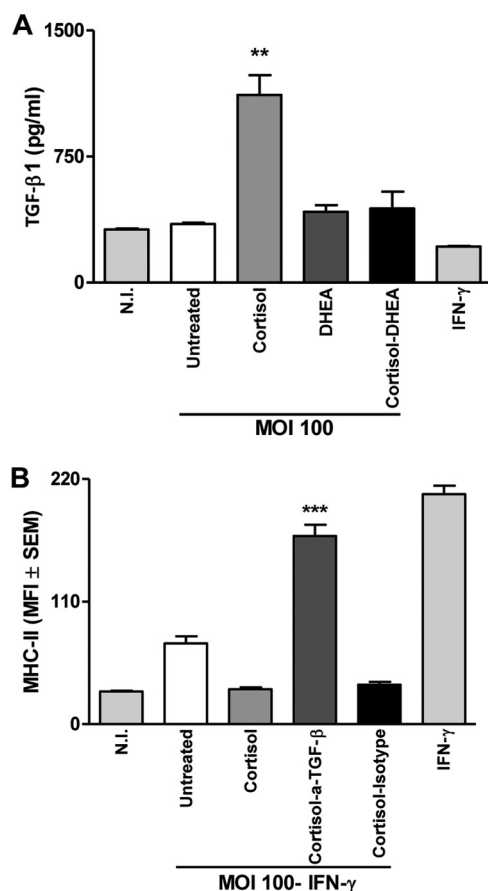 A
TGF-β1 (pg/ml)
1500
750
0
**
N.I.
Untreated
Cortisol
DHEA
Cortisol-DHEA
IFN-γ
MOI 100
B
MHC-II (MFI ± SEM)
220
110
0
***
N.I.
Untreated
Cortisol
Cortisol-a-TGF-β
Cortisol-Isotype
IFN-γ
MOI 100- IFN-γ